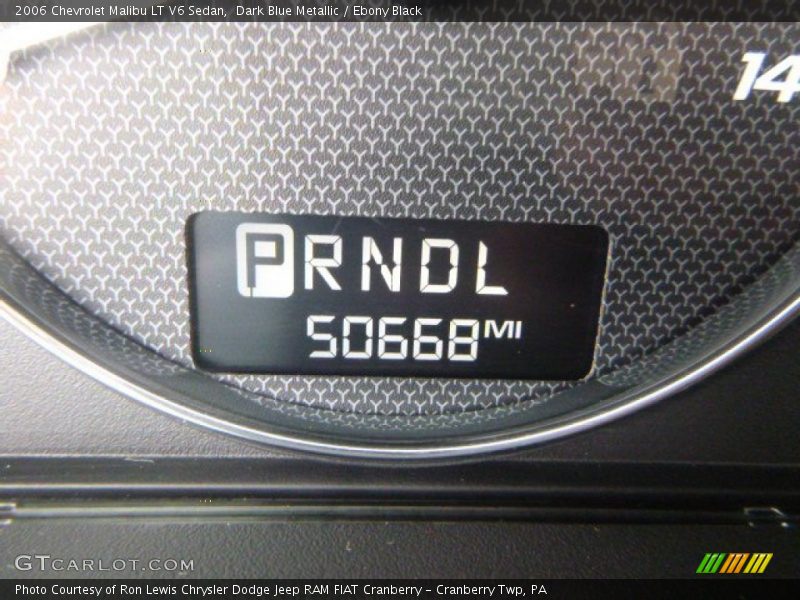 2006 Chevrolet Malibu LT V6 Sedan,  Dark Blue Metallic / Ebony Black
14
PRNDL
50668 MI
GTCARLOT.COM
Photo Courtesy of Ron Lewis Chrysler Dodge Jeep RAM FIAT Cranberry – Cranberry Twp, PA